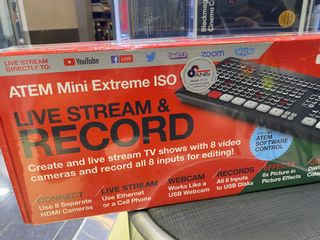 LIVE STREAM
DIRECTLY TO:
YouTube
LIVE
twitch
zoom
skype
ATEM Mini Extreme ISO
LIVE STREAM &
RECORD
Create and live stream TV shows with 8 video
cameras and record all 8 inputs for editing!
CONNECT
Use 8 Separate
HDMI Cameras
LIVE STREAM
Use Ethernet
or a Cell Phone
WEBCAM
Works Like a
USB Webcam
RECORDS
All 8 Inputs
to USB Disks
6x Picture in
Picture Effects
ATEM
SOFTWARE
CONTROL
Blackmagic